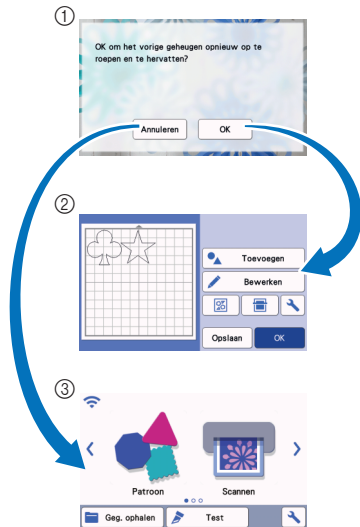 ①
OK om het vorige geheugen opnieuw op te
roepen en te hervatten?
Annuleren OK
②
Toevoegen
Bewerken
Opslaan OK
③
Patroon Scannen
Geg. ophalen Test